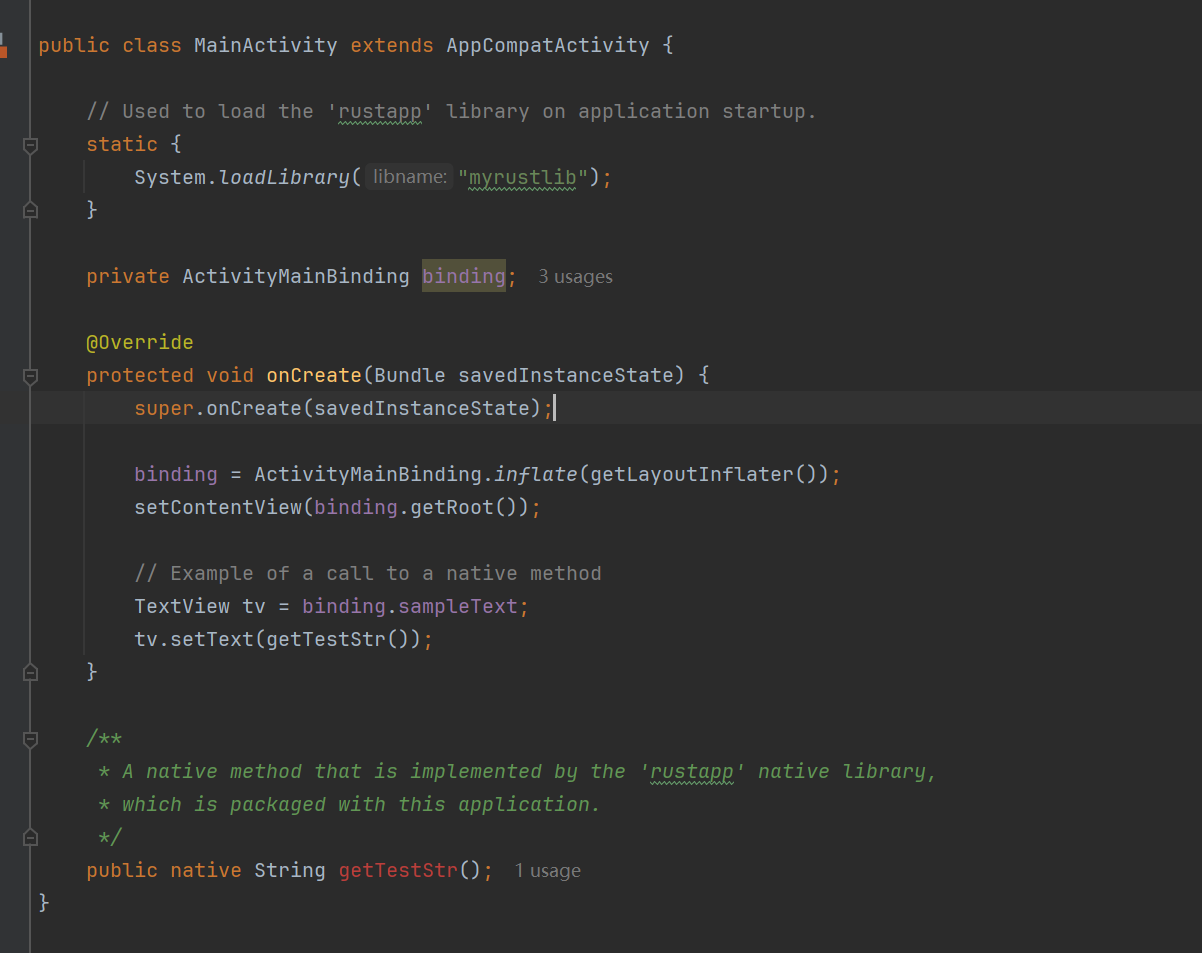 public class MainActivity extends AppCompatActivity {
// Used to load the 'rustapp' library on application startup.
static {
System.loadLibrary( libname: "myrustlib");
}
private ActivityMainBinding binding; 3 usages
@Override
protected void onCreate(Bundle savedInstanceState) {
super.onCreate(savedInstanceState);
binding = ActivityMainBinding.inflate(getLayoutInflater());
setContentView(binding.getRoot());
// Example of a call to a native method
TextView tv = binding.sampleText;
tv.setText(getTestStr());
}
/**
* A native method that is implemented by the 'rustapp' native library,
* which is packaged with this application.
*/
public native String getTestStr(); 1 usage
}